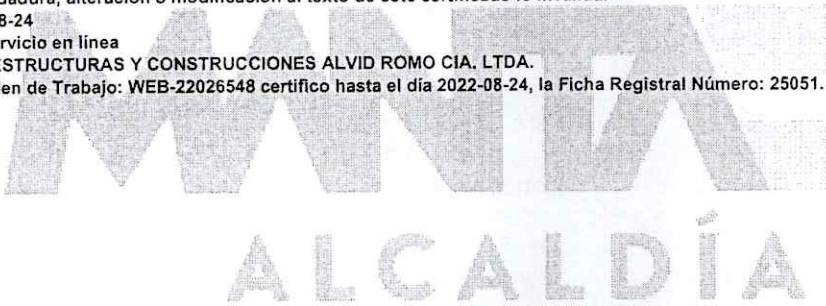 alteración o modificación al texto de este certificado lo invalida.
8-24
rvicio en línea
ESTRUCTURAS Y CONSTRUCCIONES ALVID ROMO CIA. LTDA.
en de Trabajo: WEB-22026548 certifico hasta el día 2022-08-24, la Ficha Registral Número: 25051.
MANTA
ALCALDÍA